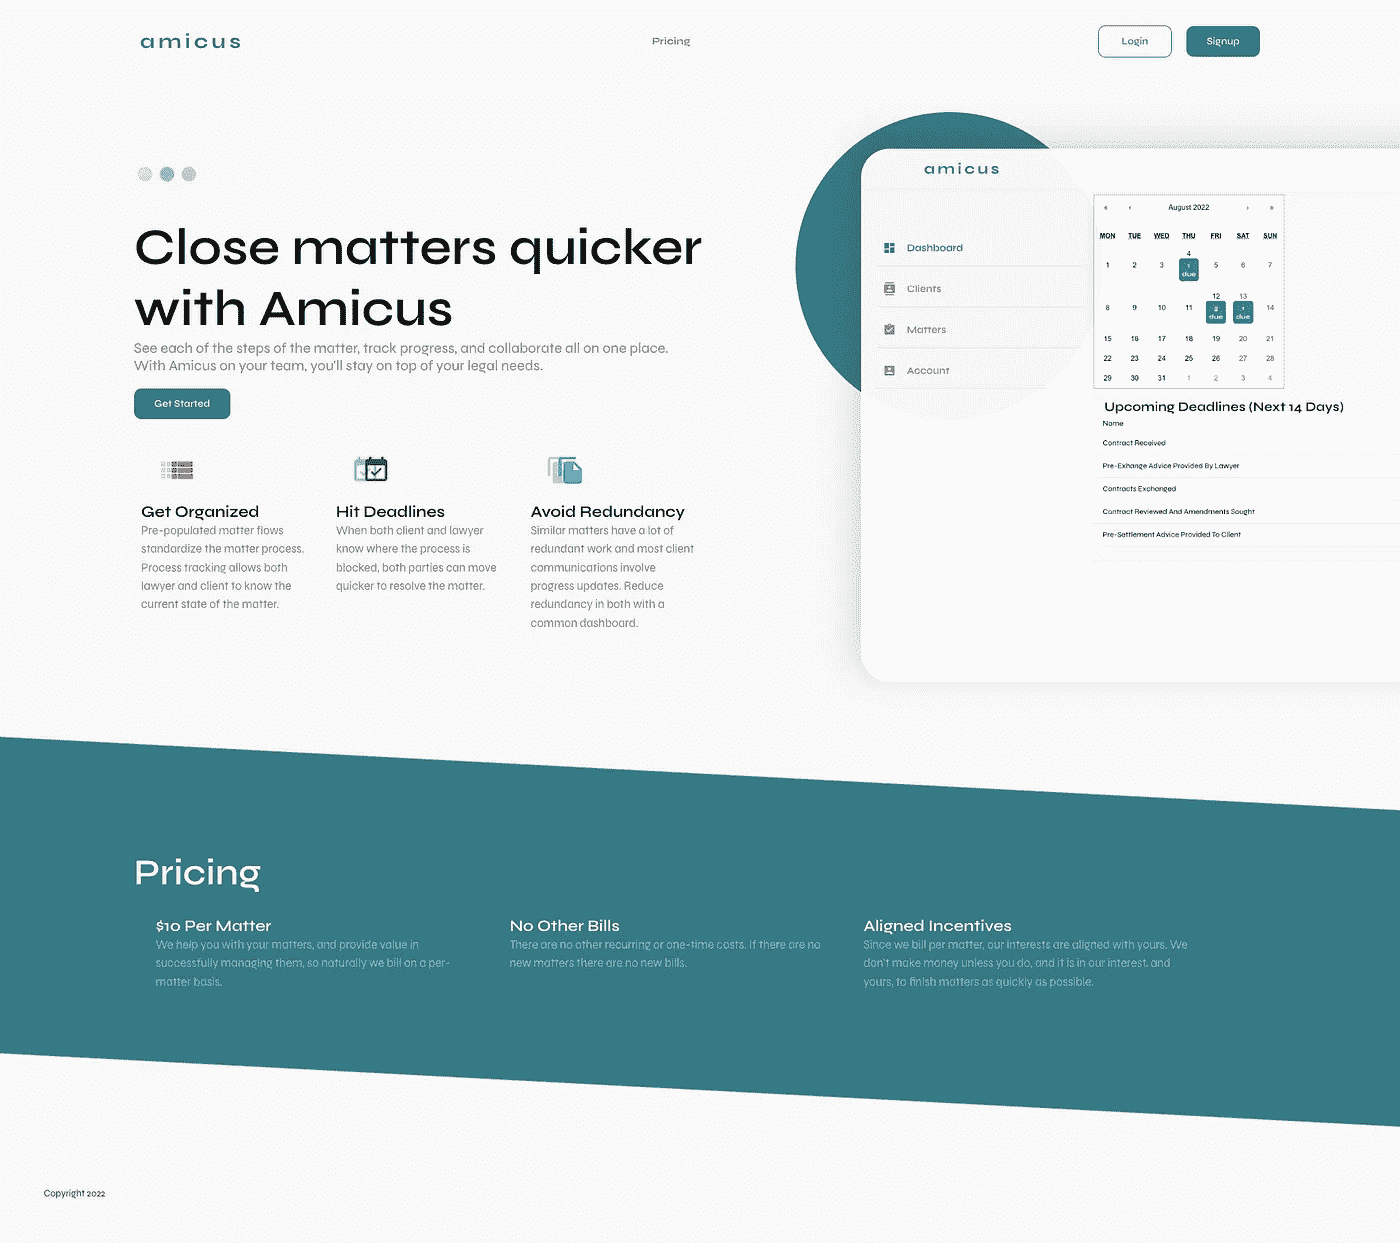 amicus
Pricing
Login
Signup
Close matters quicker
with Amicus
See each of the steps of the matter, track progress, and collaborate all on one place.
With Amicus on your team, you'll stay on top of your legal needs.
Get Started
Get Organized
Pre-populated matter flows
standardize the matter process.
Process tracking allows both
lawyer and client to know the
current state of the matter.
Hit Deadlines
When both client and lawyer
know where the process is
blocked, both parties can move
quicker to resolve the matter.
Avoid Redundancy
Similar matters have a lot of
redundant work and most client
communications involve
progress updates. Reduce
redundancy in both with a
common dashboard.
amicus
Dashboard
Clients
Matters
Account
« ‹ August 2022 › »
MON TUE WED THU FRI SAT SUN
1 2 3 4 5 6 7
1 due
8 9 10 11 12 13 14
due
1 due
15 16 17 18 19 20 21
22 23 24 25 26 27 28
29 30 31 1 2 3 4
Upcoming Deadlines (Next 14 Days)
Name
Contract Received
Pre-Exhange Advice Provided By Lawyer
Contracts Exchanged
Contract Reviewed And Amendments Sought
Pre-Settlement Advice Provided To Client
Pricing
$10 Per Matter
We help you with your matters, and provide value in
successfully managing them, so naturally we bill on a per-
matter basis.
No Other Bills
There are no other recurring or one-time costs. If there are no
new matters there are no new bills.
Aligned Incentives
Since we bill per matter, our interests are aligned with yours. We
don't make money unless you do, and it is in our interest, and
yours, to finish matters as quickly as possible.
Copyright 2022